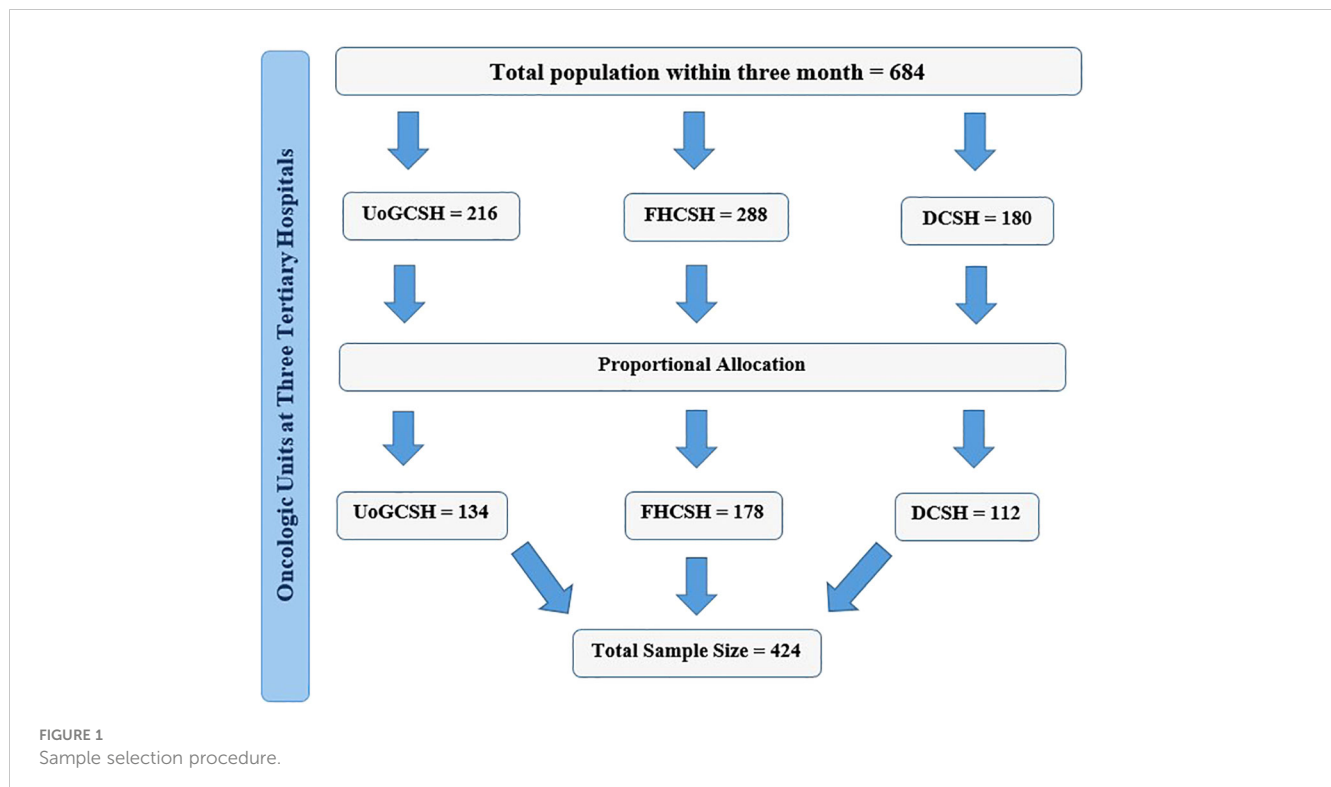 Oncologic Units at Three Tertiary Hospitals
Total population within three month = 684
UoGCSH = 216
FHCSH = 288
DCSH = 180
Proportional Allocation
UoGCSH = 134
FHCSH = 178
DCSH = 112
Total Sample Size = 424
FIGURE 1
Sample selection procedure.